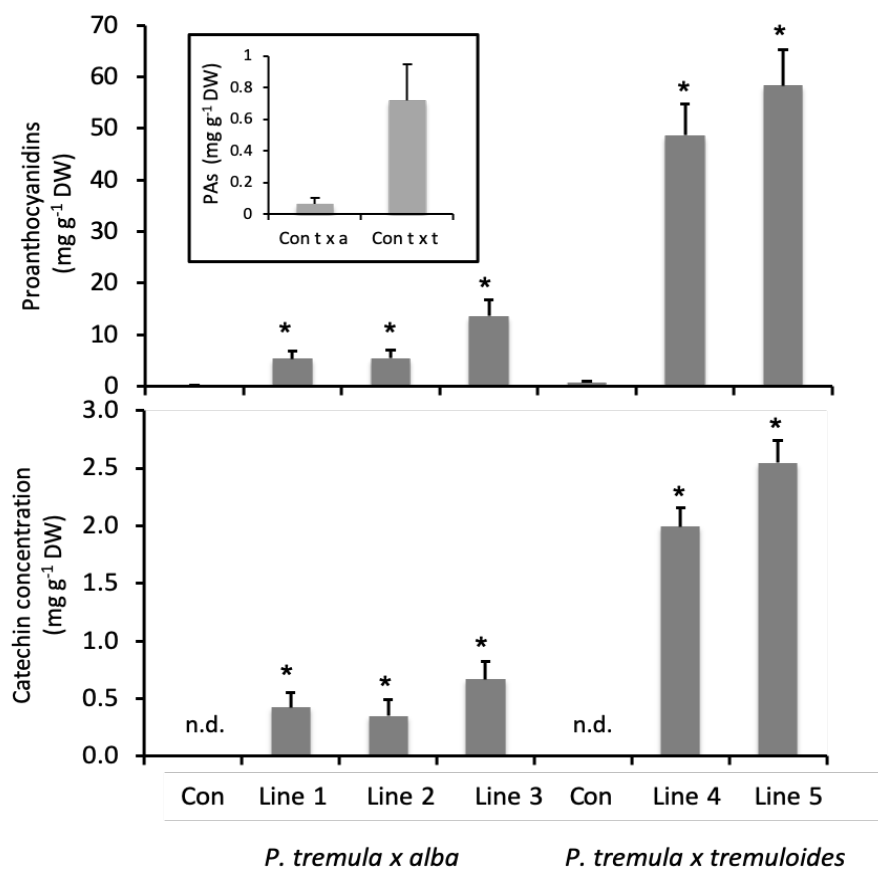 Proanthocyanidins
(mg g⁻¹ DW)
70
60
50
40
30
20
10
0
PAs (mg g⁻¹ DW)
1
0.8
0.6
0.4
0.2
0
Con t x a Con t x t
* * * * *
Catechin concentration
(mg g⁻¹ DW)
3.0
2.5
2.0
1.5
1.0
0.5
0.0
n.d. * * * n.d. * *
Con Line 1 Line 2 Line 3 Con Line 4 Line 5
P. tremula x alba P. tremula x tremuloides